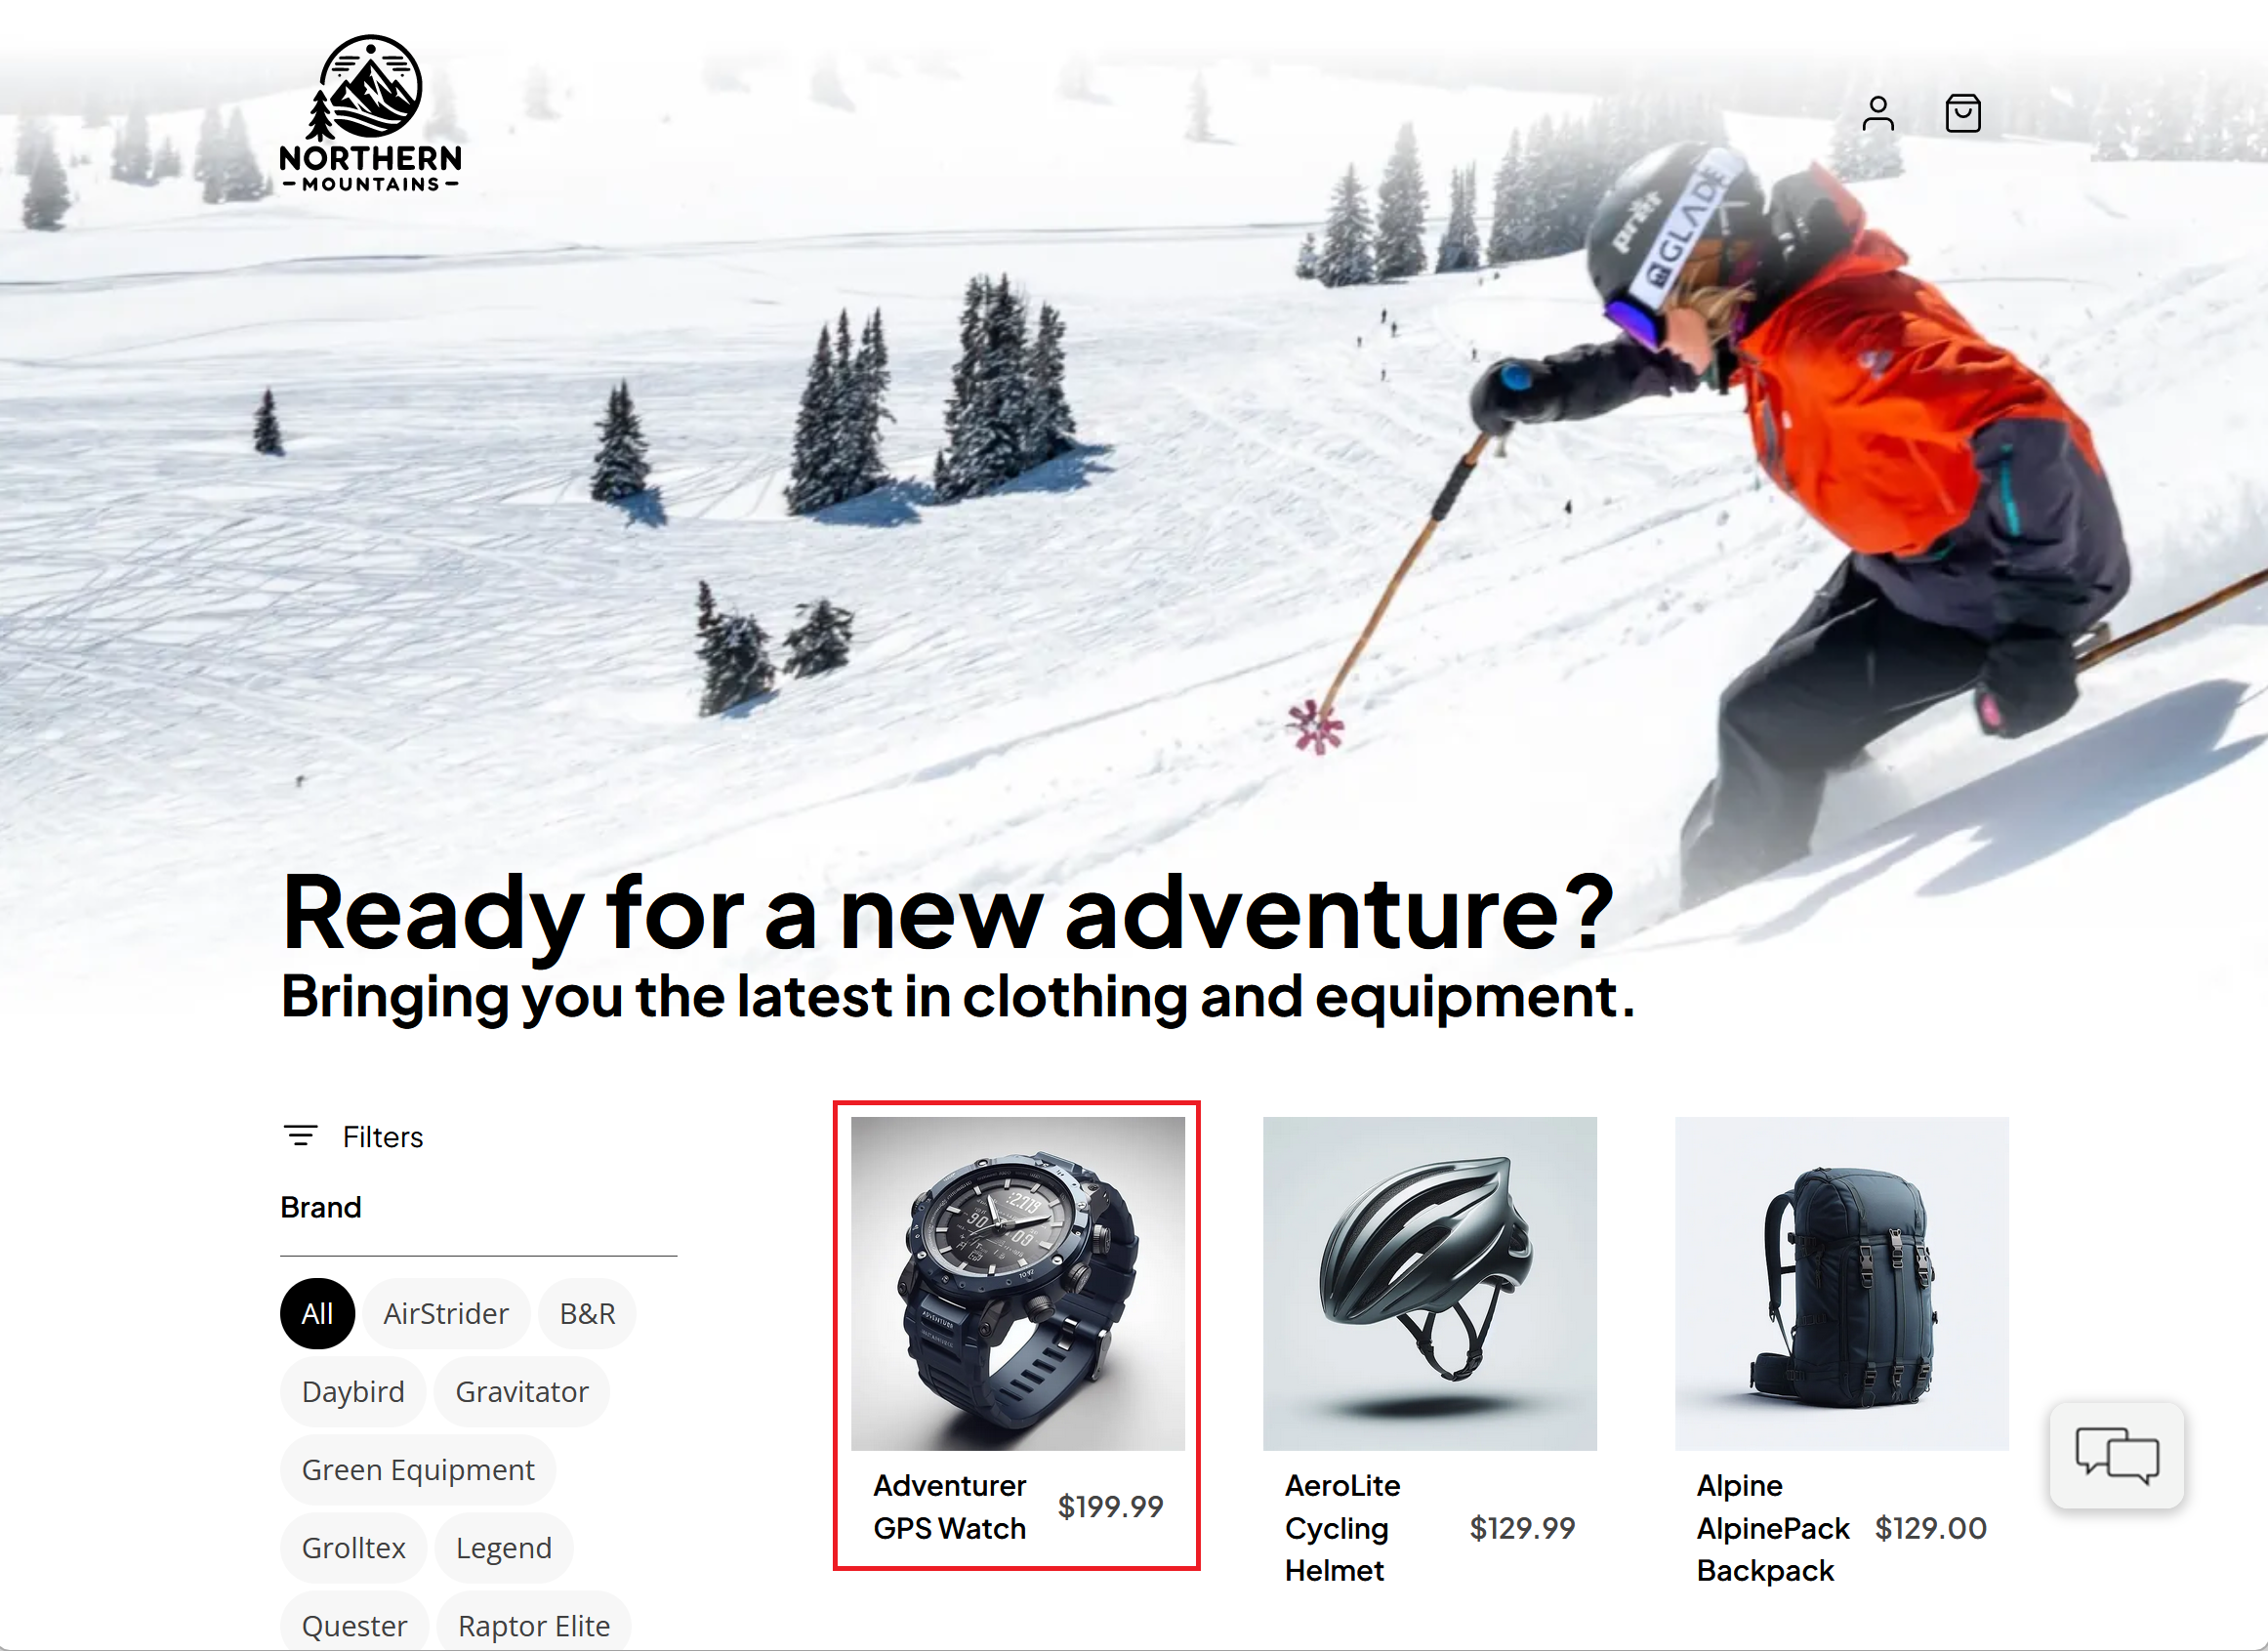 NORTHERN
MOUNTAINS
pret
GLADE
Ready for a new adventure?
Bringing you the latest in clothing and equipment.
Filters
Brand
All AirStrider B&R
Daybird Gravitator
Green Equipment
Grolltex Legend
Quester Raptor Elite
Adventurer
GPS Watch
$199.99
AeroLite
Cycling
Helmet
$129.99
Alpine
AlpinePack
Backpack
$129.00